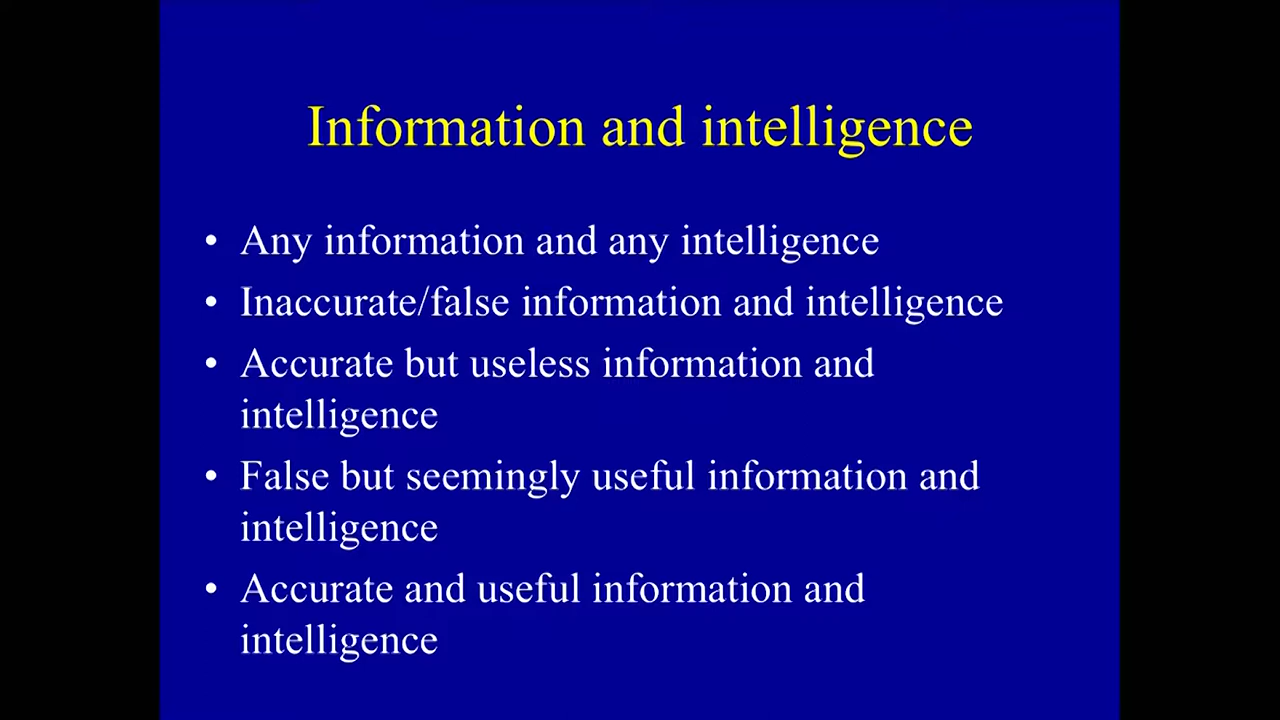 Information and intelligence
• Any information and any intelligence
• Inaccurate/false information and intelligence
• Accurate but useless information and
intelligence
• False but seemingly useful information and
intelligence
• Accurate and useful information and
intelligence